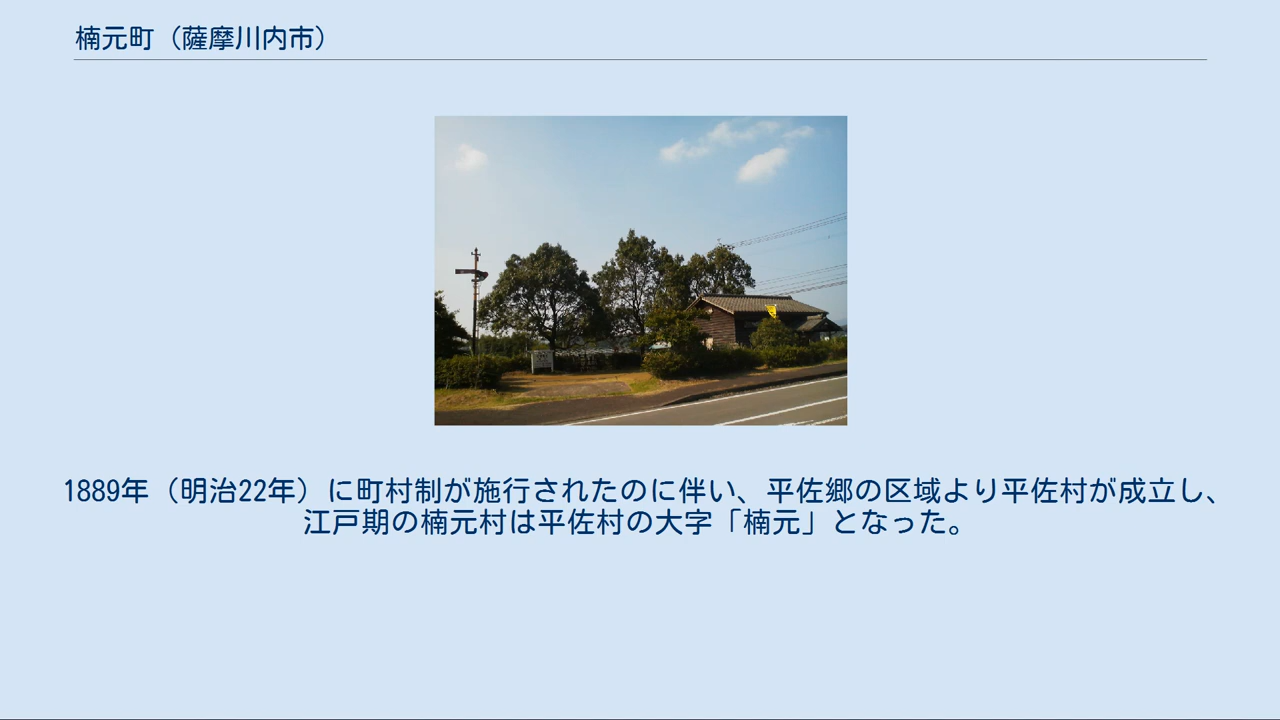 楠元町（薩摩川内市）
1889年（明治22年）に町村制が施行されたのに伴い、平佐郷の区域より平佐村が成立し、
江戸期の楠元村は平佐村の大字「楠元」となった。